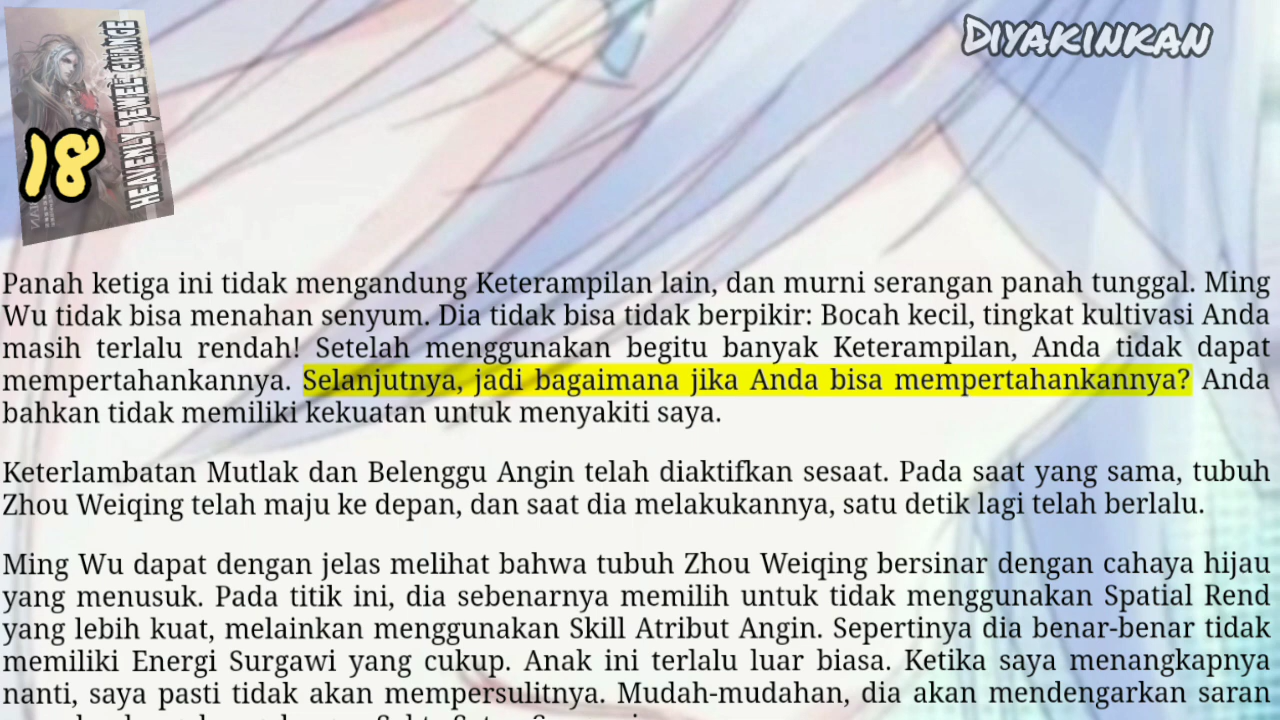 HEAVENLY JEWEL CHANGE
18
Diyakinkan
Panah ketiga ini tidak mengandung Keterampilan lain, dan murni serangan panah tunggal. Ming
Wu tidak bisa menahan senyum. Dia tidak bisa tidak berpikir: Bocah kecil, tingkat kultivasi Anda
masih terlalu rendah! Setelah menggunakan begitu banyak Keterampilan, Anda tidak dapat
mempertahankannya. Selanjutnya, jadi bagaimana jika Anda bisa mempertahankannya? Anda
bahkan tidak memiliki kekuatan untuk menyakiti saya.
Keterlambatan Mutlak dan Belenggu Angin telah diaktifkan sesaat. Pada saat yang sama, tubuh
Zhou Weiqing telah maju ke depan, dan saat dia melakukannya, satu detik lagi telah berlalu.
Ming Wu dapat dengan jelas melihat bahwa tubuh Zhou Weiqing bersinar dengan cahaya hijau
yang menusuk. Pada titik ini, dia sebenarnya memilih untuk tidak menggunakan Spatial Rend
yang lebih kuat, melainkan menggunakan Skill Atribut Angin. Sepertinya dia benar-benar tidak
memiliki Energi Surgawi yang cukup. Anak ini terlalu luar biasa. Ketika saya menangkapnya
nanti, saya pasti tidak akan mempersulitnya. Mudah-mudahan, dia akan mendengarkan saran